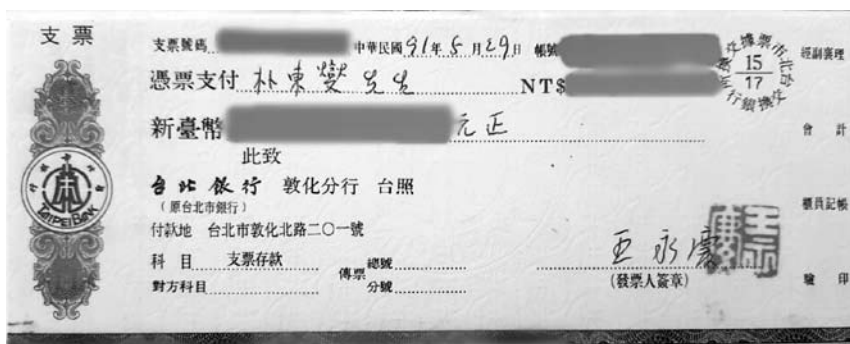 支票
支票號碼 中華民國91年5月29日 帳號
憑票支付 朴東燮先生 NT$
新臺幣 元正
此致
台北銀行 敦化分行 台照
(原台北市銀行)
付款地 台北市敦化北路二〇一號
科目 支票存款 傳票 總號
對方科目 分號
王永慶
(發票人簽章)
TAIPEI BANK
15
17
經副襄理
會計
櫃員記帳
驗印